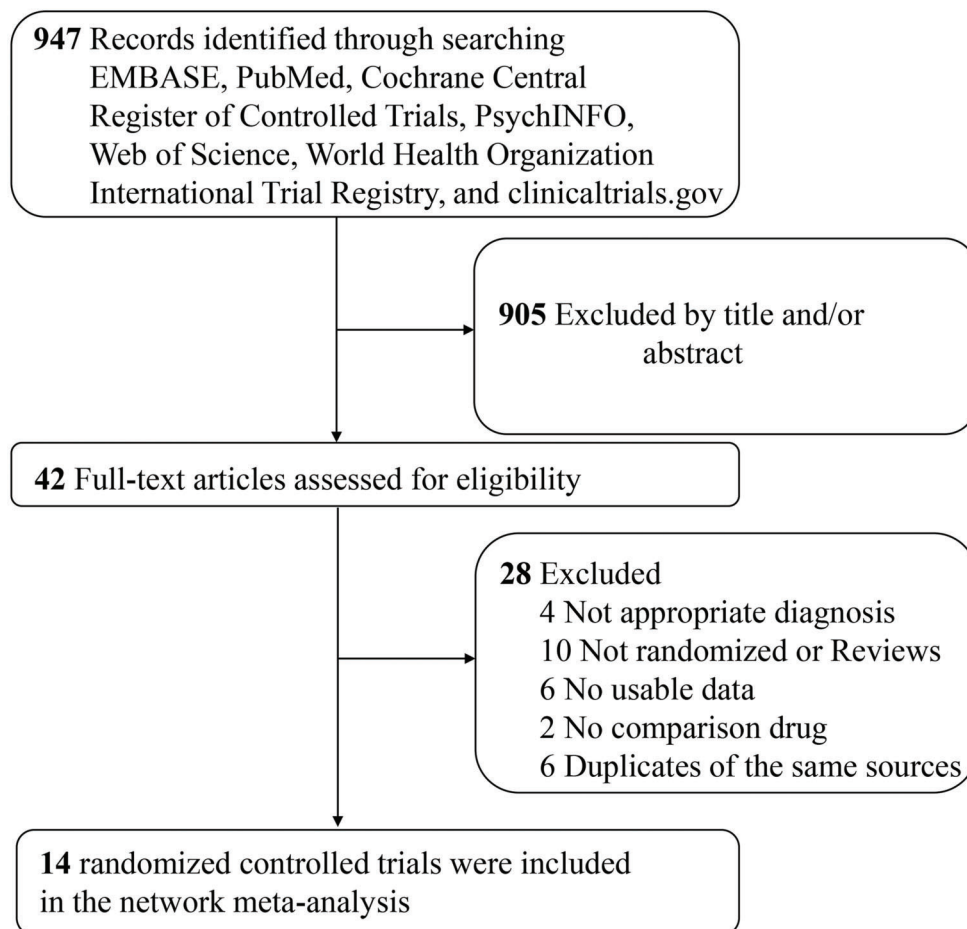 947 Records identified through searching
EMBASE, PubMed, Cochrane Central
Register of Controlled Trials, PsychINFO,
Web of Science, World Health Organization
International Trial Registry, and clinicaltrials.gov
905 Excluded by title and/or
abstract
42 Full-text articles assessed for eligibility
28 Excluded
4 Not appropriate diagnosis
10 Not randomized or Reviews
6 No usable data
2 No comparison drug
6 Duplicates of the same sources
14 randomized controlled trials were included
in the network meta-analysis